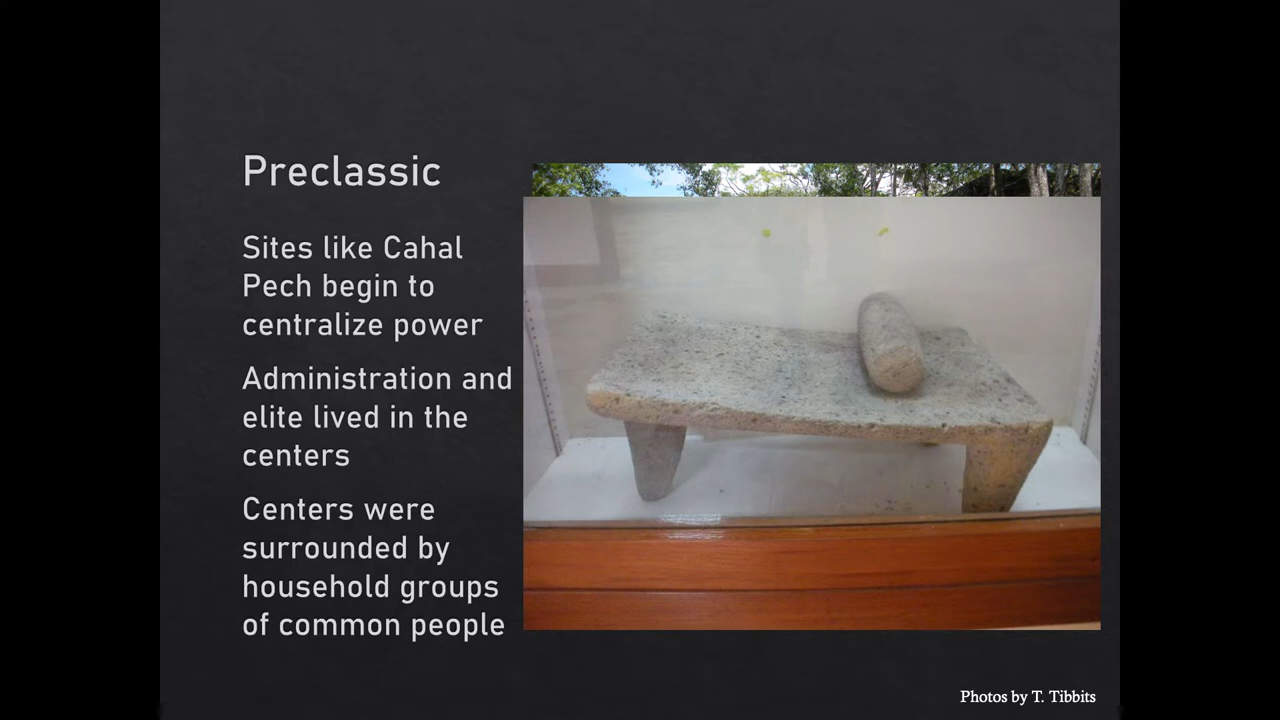 Preclassic
Sites like Cahal
Pech begin to
centralize power
Administration and
elite lived in the
centers
Centers were
surrounded by
household groups
of common people
Photos by T. Tibbits